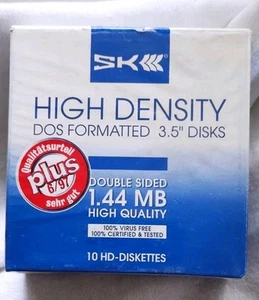 SK
HIGH DENSITY
DOS FORMATTED 3.5" DISKS
Qualitätsurteil
plus
6/97
sehr gut
DOUBLE SIDED
1.44 MB
HIGH QUALITY
100% VIRUS FREE
100% CERTIFIED & TESTED
10 HD-DISKETTES